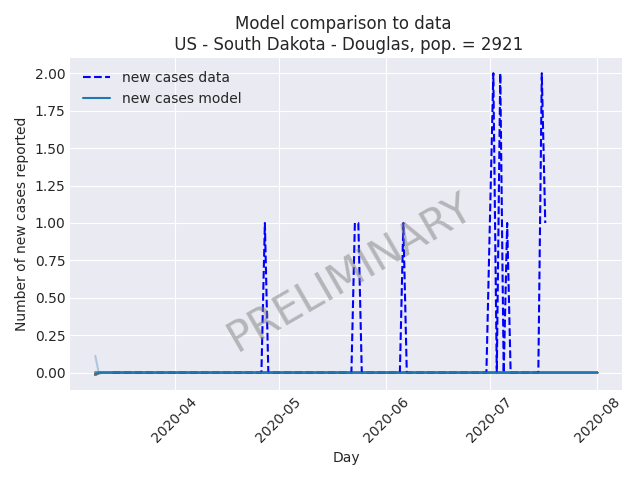 Model comparison to data
US - South Dakota - Douglas, pop. = 2921
new cases data
new cases model
Number of new cases reported
2.00
1.75
1.50
1.25
1.00
0.75
0.50
0.25
0.00
PRELIMINARY
2020-04
2020-05
2020-06
2020-07
2020-08
Day